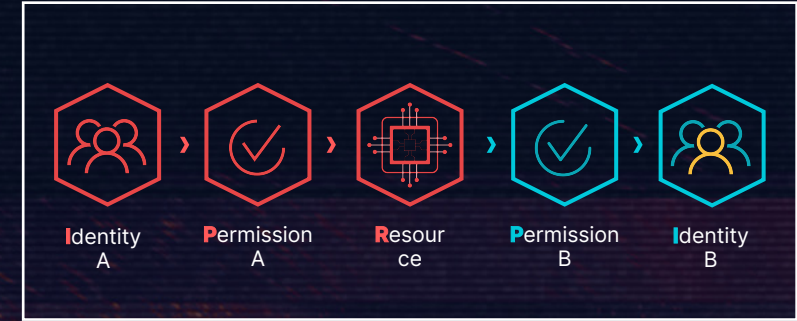 Identity
A
Permission
A
Resour
ce
Permission
B
Identity
B